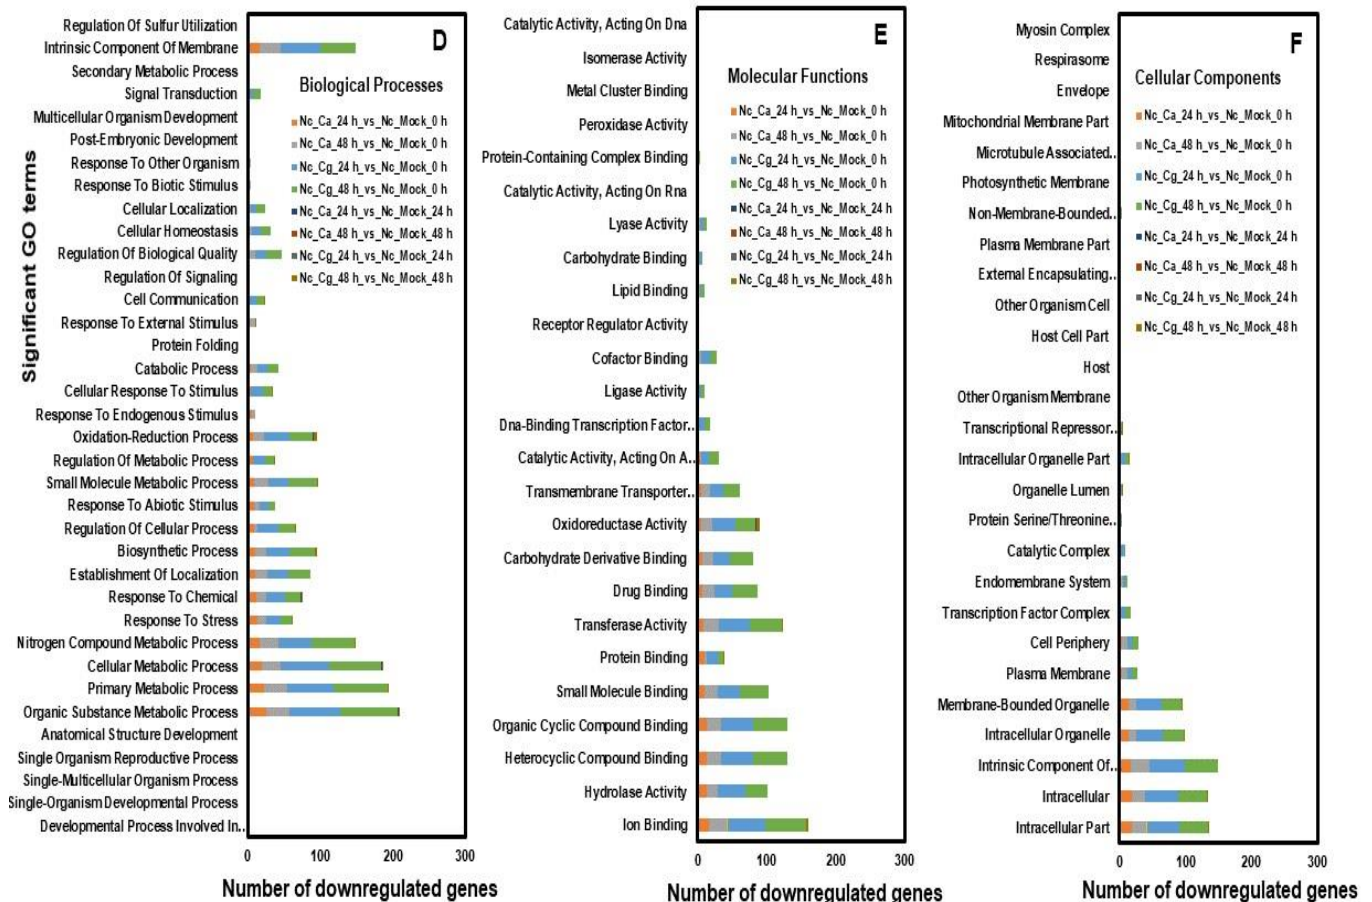 Significant GO terms
D
Regulation Of Sulfur Utilization
Intrinsic Component Of Membrane
Secondary Metabolic Process
Signal Transduction
Multicellular Organism Development
Post-Embryonic Development
Response To Other Organism
Response To Biotic Stimulus
Cellular Localization
Cellular Homeostasis
Regulation Of Biological Quality
Regulation Of Signaling
Cell Communication
Response To External Stimulus
Protein Folding
Catabolic Process
Cellular Response To Stimulus
Response To Endogenous Stimulus
Oxidation-Reduction Process
Regulation Of Metabolic Process
Small Molecule Metabolic Process
Response To Abiotic Stimulus
Regulation Of Cellular Process
Biosynthetic Process
Establishment Of Localization
Response To Chemical
Response To Stress
Nitrogen Compound Metabolic Process
Cellular Metabolic Process
Primary Metabolic Process
Organic Substance Metabolic Process
Anatomical Structure Development
Single Organism Reproductive Process
Single-Multicellular Organism Process
Single-Organism Developmental Process
Developmental Process Involved In..
Biological Processes
Nc_Ca_24 h_vs_Nc_Mock_0 h
Nc_Ca_48 h_vs_Nc_Mock_0 h
Nc_Cg_24 h_vs_Nc_Mock_0 h
Nc_Cg_48 h_vs_Nc_Mock_0 h
Nc_Ca_24 h_vs_Nc_Mock_24 h
Nc_Ca_48 h_vs_Nc_Mock_48 h
Nc_Cg_24 h_vs_Nc_Mock_24 h
Nc_Cg_48 h_vs_Nc_Mock_48 h
0 100 200 300
Number of downregulated genes
E
Catalytic Activity, Acting On Dna
Isomerase Activity
Metal Cluster Binding
Peroxidase Activity
Protein-Containing Complex Binding
Catalytic Activity, Acting On Rna
Lyase Activity
Carbohydrate Binding
Lipid Binding
Receptor Regulator Activity
Cofactor Binding
Ligase Activity
Dna-Binding Transcription Factor..
Catalytic Activity, Acting On A..
Transmembrane Transporter..
Oxidoreductase Activity
Carbohydrate Derivative Binding
Drug Binding
Transferase Activity
Protein Binding
Small Molecule Binding
Organic Cyclic Compound Binding
Heterocyclic Compound Binding
Hydrolase Activity
Ion Binding
Molecular Functions
Nc_Ca_24 h_vs_Nc_Mock_0 h
Nc_Ca_48 h_vs_Nc_Mock_0 h
Nc_Cg_24 h_vs_Nc_Mock_0 h
Nc_Cg_48 h_vs_Nc_Mock_0 h
Nc_Ca_24 h_vs_Nc_Mock_24 h
Nc_Ca_48 h_vs_Nc_Mock_48 h
Nc_Cg_24 h_vs_Nc_Mock_24 h
Nc_Cg_48 h_vs_Nc_Mock_48 h
0 100 200 300
Number of downregulated genes
F
Myosin Complex
Respirasome
Envelope
Mitochondrial Membrane Part
Microtubule Associated..
Photosynthetic Membrane
Non-Membrane-Bounded..
Plasma Membrane Part
External Encapsulating..
Other Organism Cell
Host Cell Part
Host
Other Organism Membrane
Transcriptional Repressor..
Intracellular Organelle Part
Organelle Lumen
Protein Serine/Threonine..
Catalytic Complex
Endomembrane System
Transcription Factor Complex
Cell Periphery
Plasma Membrane
Membrane-Bounded Organelle
Intracellular Organelle
Intrinsic Component Of..
Intracellular
Intracellular Part
Cellular Components
Nc_Ca_24 h_vs_Nc_Mock_0 h
Nc_Ca_48 h_vs_Nc_Mock_0 h
Nc_Cg_24 h_vs_Nc_Mock_0 h
Nc_Cg_48 h_vs_Nc_Mock_0 h
Nc_Ca_24 h_vs_Nc_Mock_24 h
Nc_Ca_48 h_vs_Nc_Mock_48 h
Nc_Cg_24 h_vs_Nc_Mock_24 h
Nc_Cg_48 h_vs_Nc_Mock_48 h
0 100 200 300
Number of downregulated genes